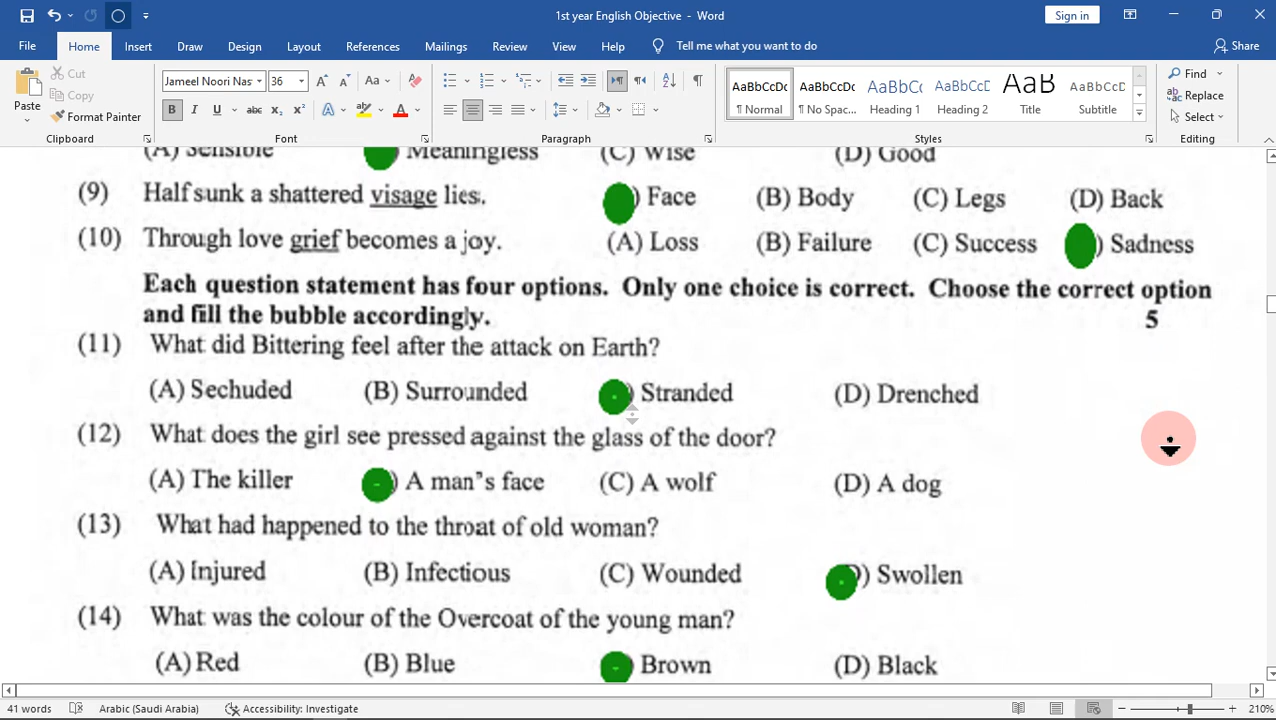 1st year English Objective - Word
Sign in
File Home Insert Draw Design Layout References Mailings Review View Help Tell me what you want to do Share
Paste Cut Copy Format Painter
Jameel Noori Nas 36
AaBbCcDc AaBbCcDc AaBbCc AaBbCcD AaB AaBbCcD
¶ Normal ¶ No Spac... Heading 1 Heading 2 Title Subtitle
Find Replace Select
Clipboard Font Paragraph Styles Editing
(A) Sensible Meaningless (C) Wise (D) Good
(9) Half sunk a shattered visage lies. ) Face (B) Body (C) Legs (D) Back
(10) Through love grief becomes a joy. (A) Loss (B) Failure (C) Success ) Sadness
Each question statement has four options. Only one choice is correct. Choose the correct option
and fill the bubble accordingly. 5
(11) What did Bittering feel after the attack on Earth?
(A) Sechuded (B) Surrounded ) Stranded (D) Drenched
(12) What does the girl see pressed against the glass of the door?
(A) The killer ) A man's face (C) A wolf (D) A dog
(13) What had happened to the throat of old woman?
(A) Injured (B) Infectious (C) Wounded ) Swollen
(14) What was the colour of the Overcoat of the young man?
(A) Red (B) Blue ) Brown (D) Black
41 words Arabic (Saudi Arabia) Accessibility: Investigate 210%